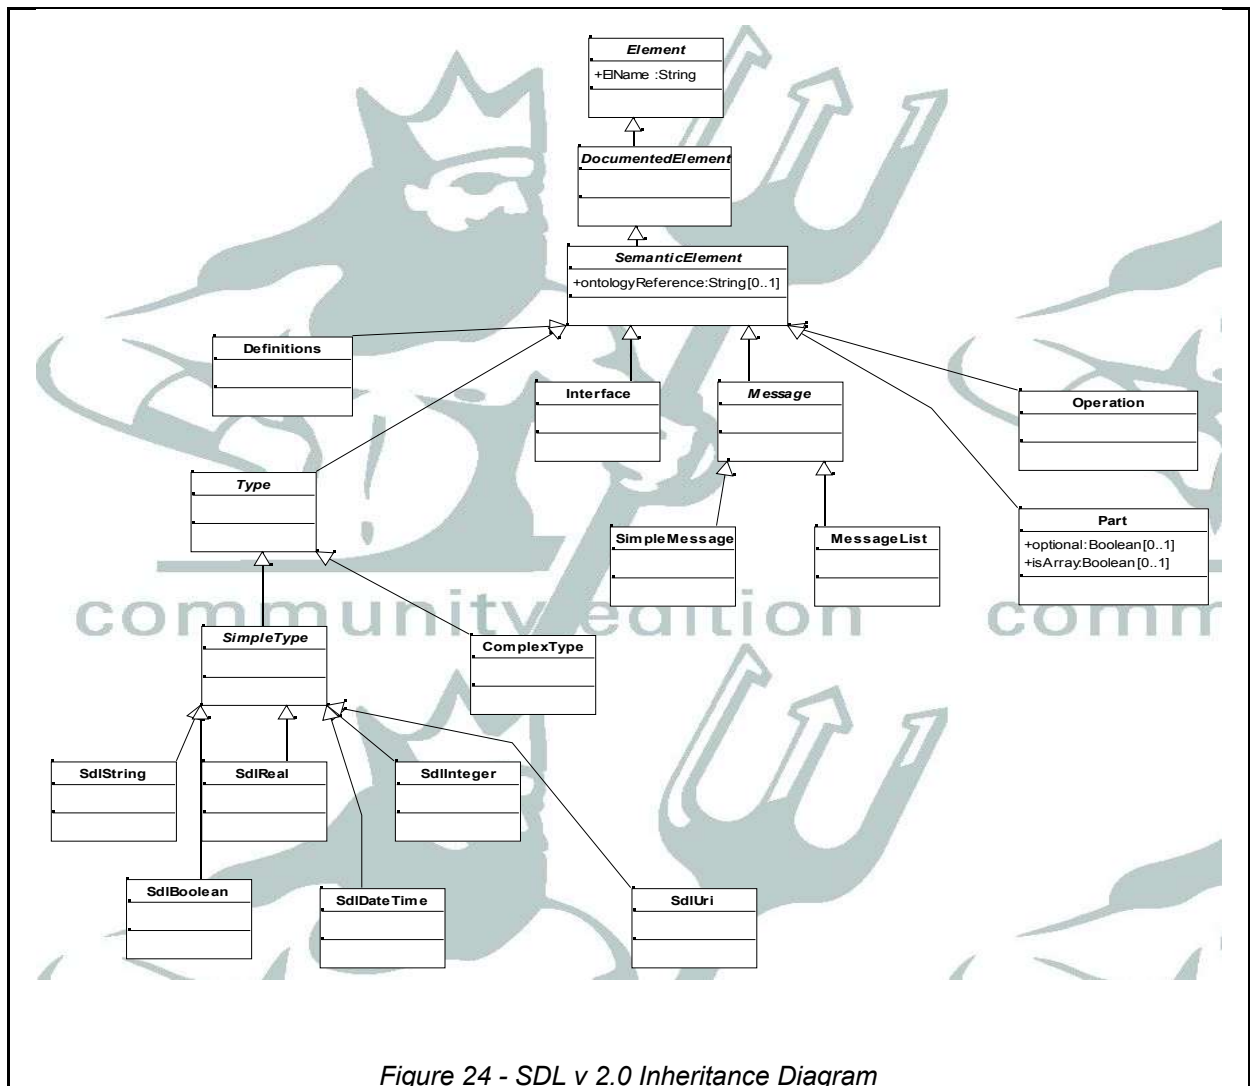 Element
+ElName :String
DocumentedElement
SemanticElement
+ontologyReference:String[0..1]
Definitions
Interface
Message
Operation
Type
Part
+optional:Boolean[0..1]
+isArray:Boolean[0..1]
SimpleMessage
MessageList
community edition
comm
SimpleType
ComplexType
SdlString
SdlReal
SdlInteger
SdlBoolean
SdlDateTime
SdlUri
Figure 24 - SDL v 2.0 Inheritance Diagram